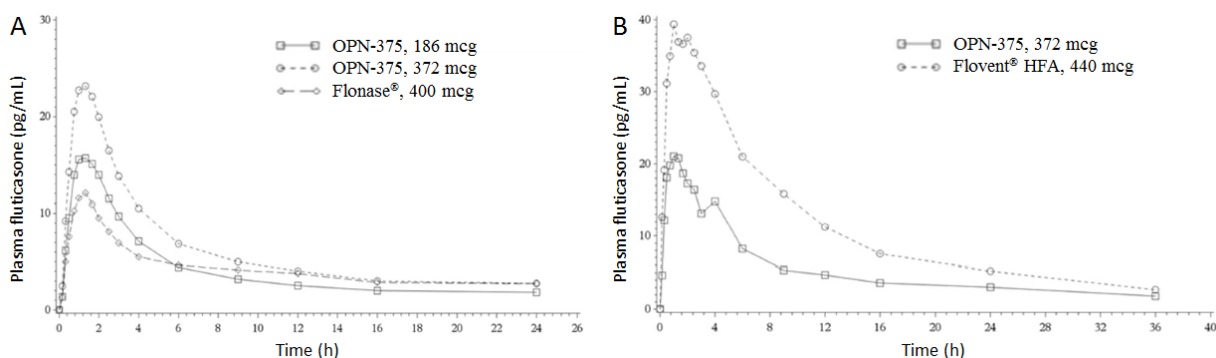 A
Plasma fluticasone (pg/mL)
30
20
10
0
OPN-375, 186 mcg
OPN-375, 372 mcg
Flonase®, 400 mcg
0 2 4 6 8 10 12 14 16 18 20 22 24 26
Time (h)
B
Plasma fluticasone (pg/mL)
40
30
20
10
0
OPN-375, 372 mcg
Flovent® HFA, 440 mcg
0 4 8 12 16 20 24 28 32 36 40
Time (h)